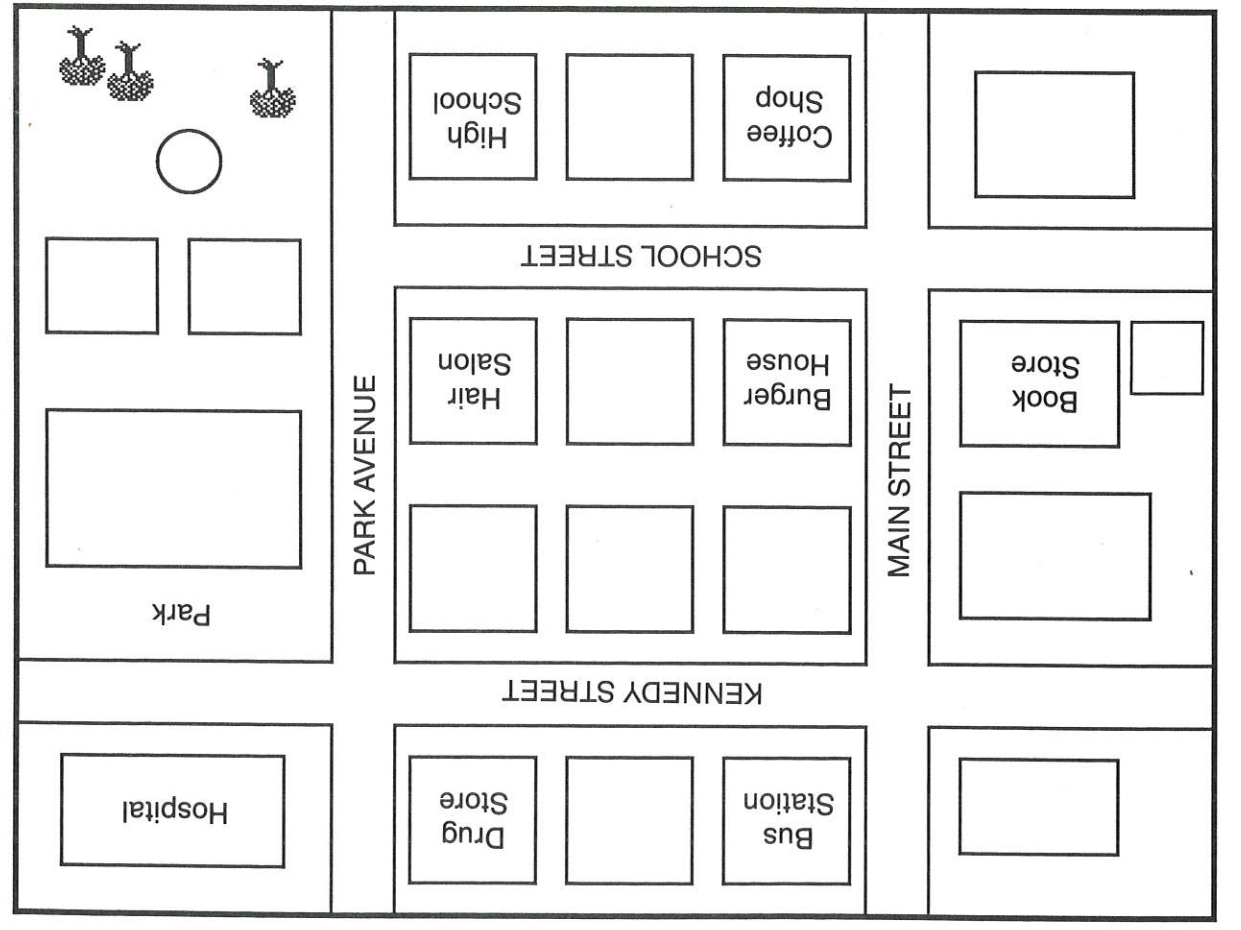 Bus
Station
Drug
Store
Hospital
KENNEDY STREET
Park
MAIN STREET
PARK AVENUE
Book
Store
Burger
House
Hair
Salon
SCHOOL STREET
Coffee
Shop
High
School